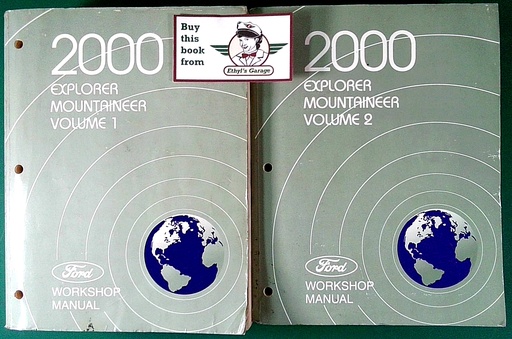 2000
EXPLORER
MOUNTAINEER
VOLUME 1
Ford
WORKSHOP
MANUAL
Buy
this
book
from
Ethyl's Garage
2000
EXPLORER
MOUNTAINEER
VOLUME 2
Ford
WORKSHOP
MANUAL